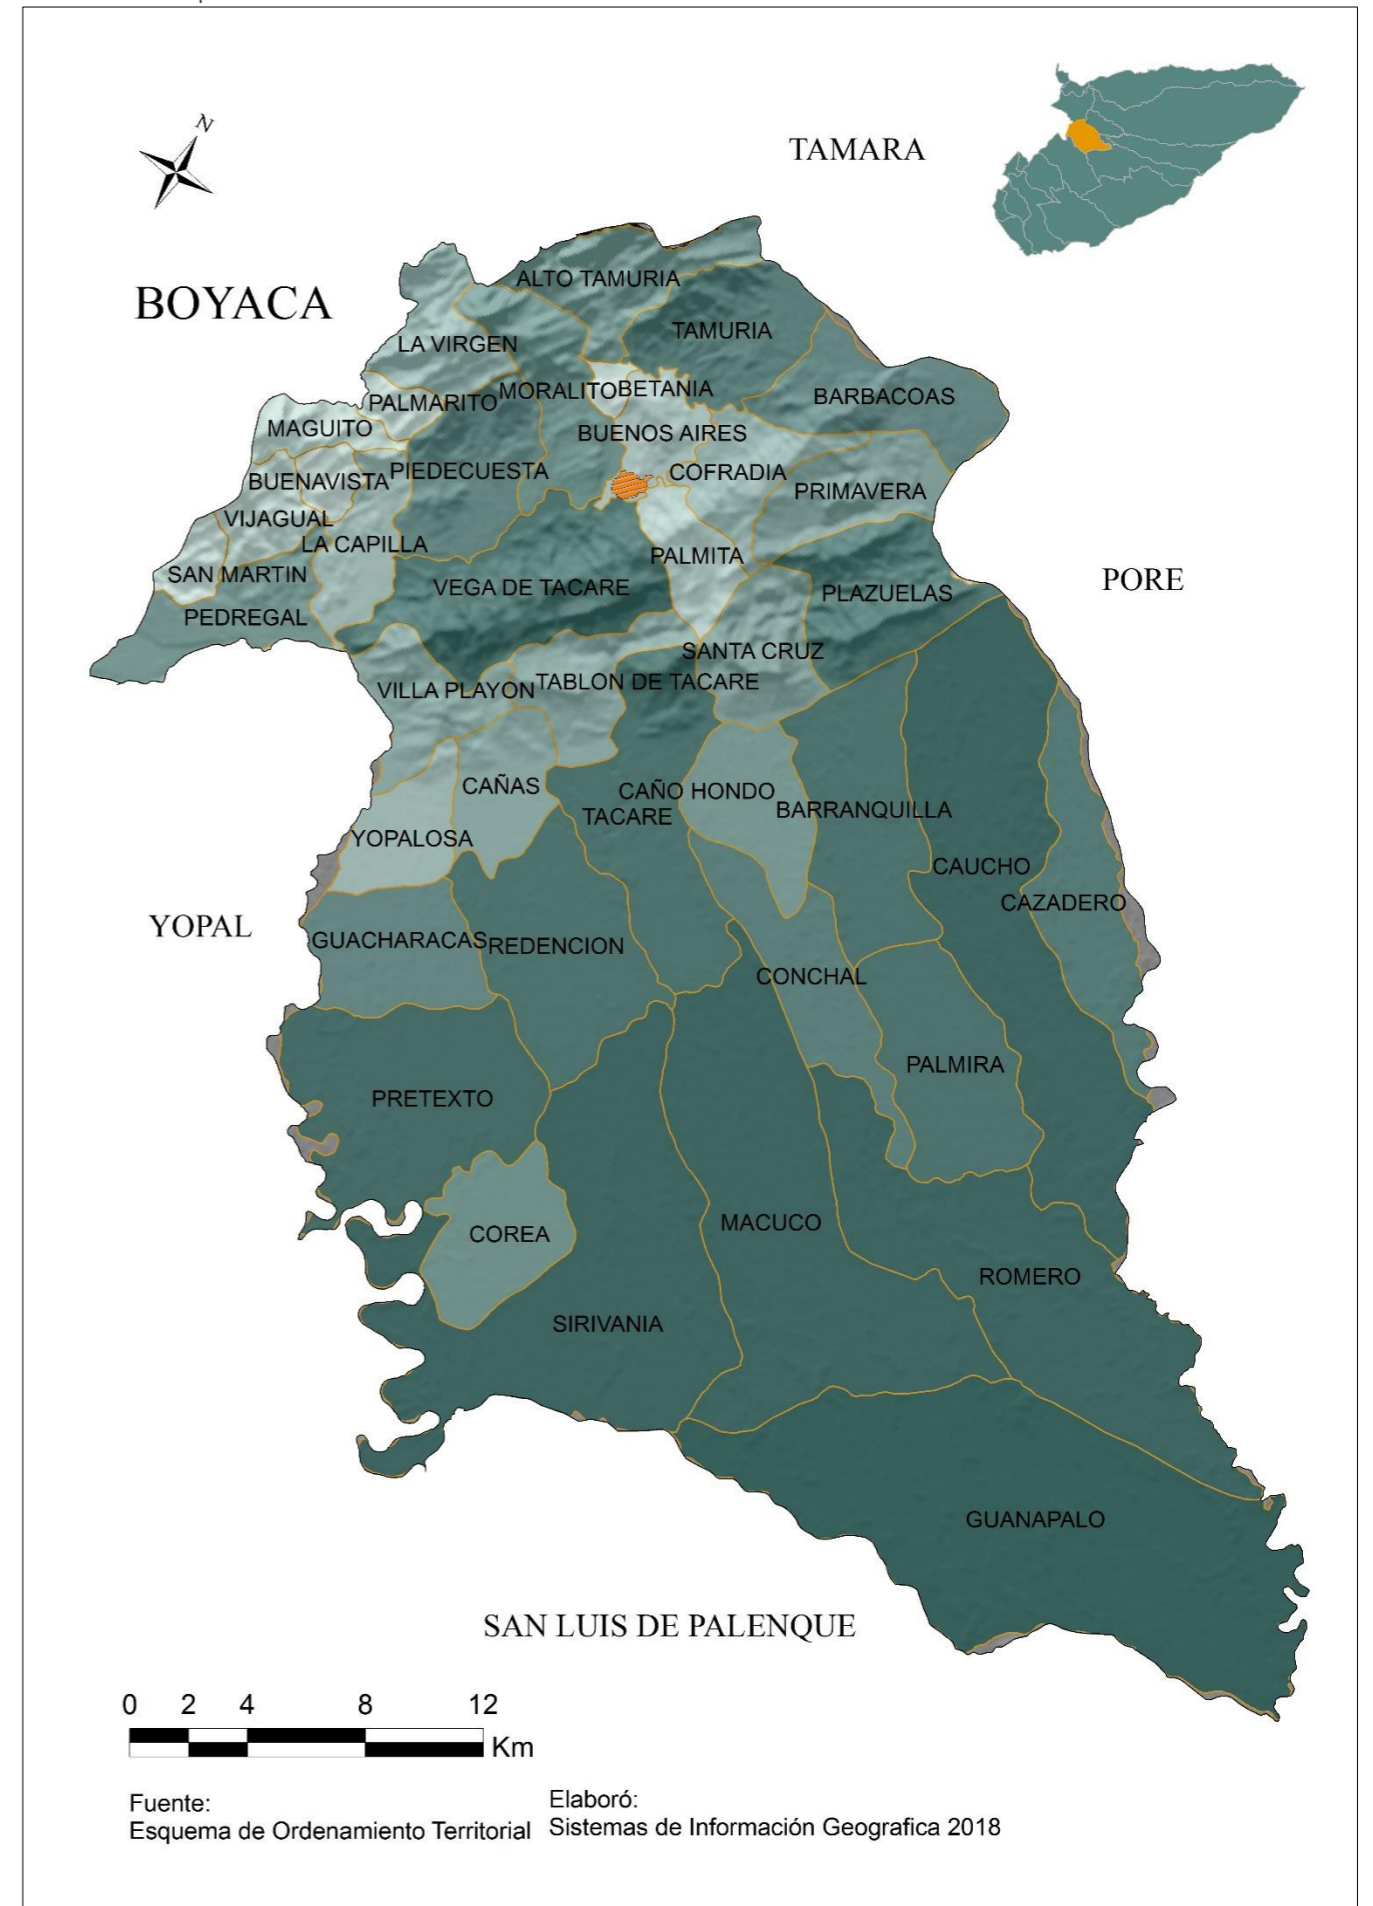 N
TAMARA
BOYACA
ALTO TAMURIA
TAMURIA
LA VIRGEN
MORALITO
BETANIA
BARBACOAS
PALMARITO
MAGUITO
BUENOS AIRES
PIEDECUESTA
COFRADIA
BUENAVISTA
PRIMAVERA
VIJAGUAL
LA CAPILLA
PALMITA
SAN MARTIN
VEGA DE TACARE
PLAZUELAS
PORE
PEDREGAL
SANTA CRUZ
VILLA PLAYON
TABLON DE TACARE
CAÑAS
CAÑO HONDO
TACARE
BARRANQUILLA
YOPALOSA
CAUCHO
CAZADERO
YOPAL
GUACHARACAS
REDENCION
CONCHAL
PALMIRA
PRETEXTO
COREA
MACUCO
ROMERO
SIRIVANIA
GUANAPALO
SAN LUIS DE PALENQUE
0 2 4 8 12
Km
Fuente:
Esquema de Ordenamiento Territorial
Elaboró:
Sistemas de Información Geografica 2018